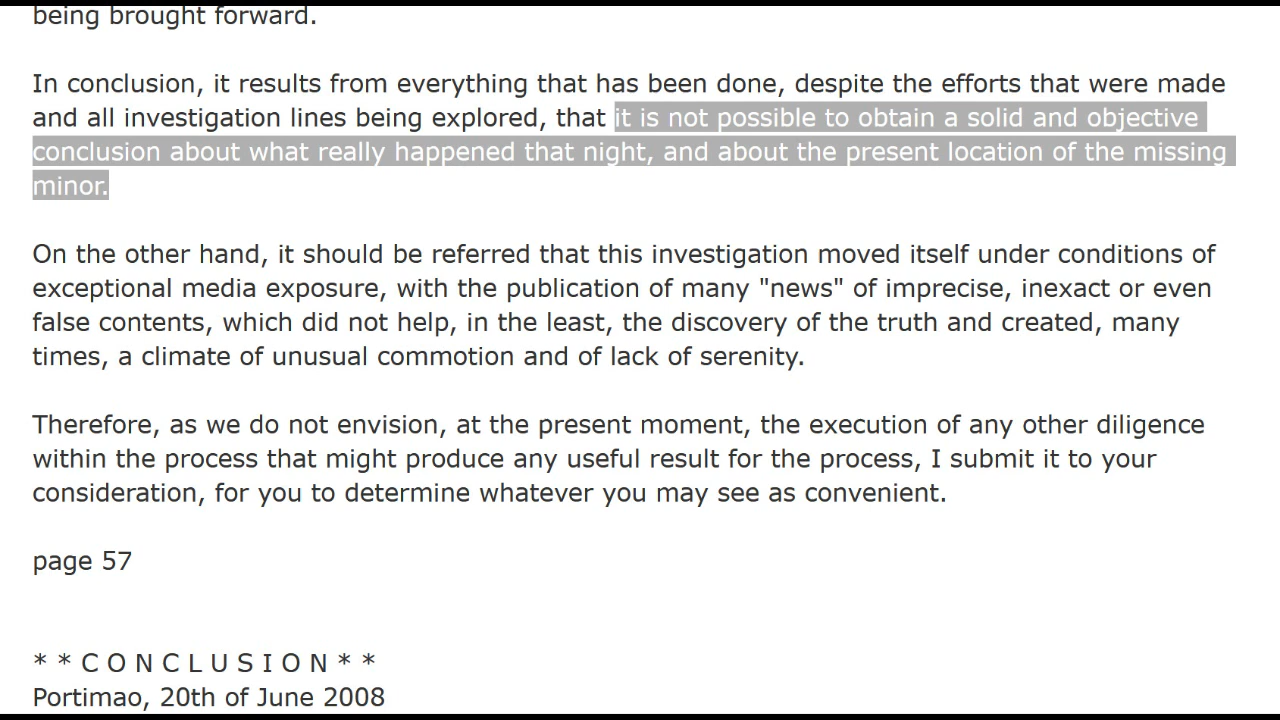 being brought forward.
In conclusion, it results from everything that has been done, despite the efforts that were made
and all investigation lines being explored, that it is not possible to obtain a solid and objective
conclusion about what really happened that night, and about the present location of the missing
minor.
On the other hand, it should be referred that this investigation moved itself under conditions of
exceptional media exposure, with the publication of many "news" of imprecise, inexact or even
false contents, which did not help, in the least, the discovery of the truth and created, many
times, a climate of unusual commotion and of lack of serenity.
Therefore, as we do not envision, at the present moment, the execution of any other diligence
within the process that might produce any useful result for the process, I submit it to your
consideration, for you to determine whatever you may see as convenient.
page 57
* * C O N C L U S I O N * *
Portimao, 20th of June 2008